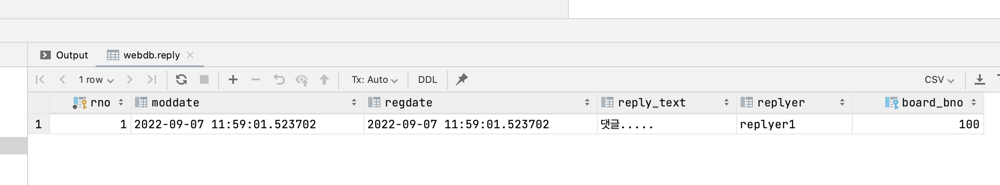 Output webdb.reply
1 row Tx: Auto DDL CSV
rno moddate regdate reply_text replyer board_bno
1 1 2022-09-07 11:59:01.523702 2022-09-07 11:59:01.523702 댓글..... replyer1 100